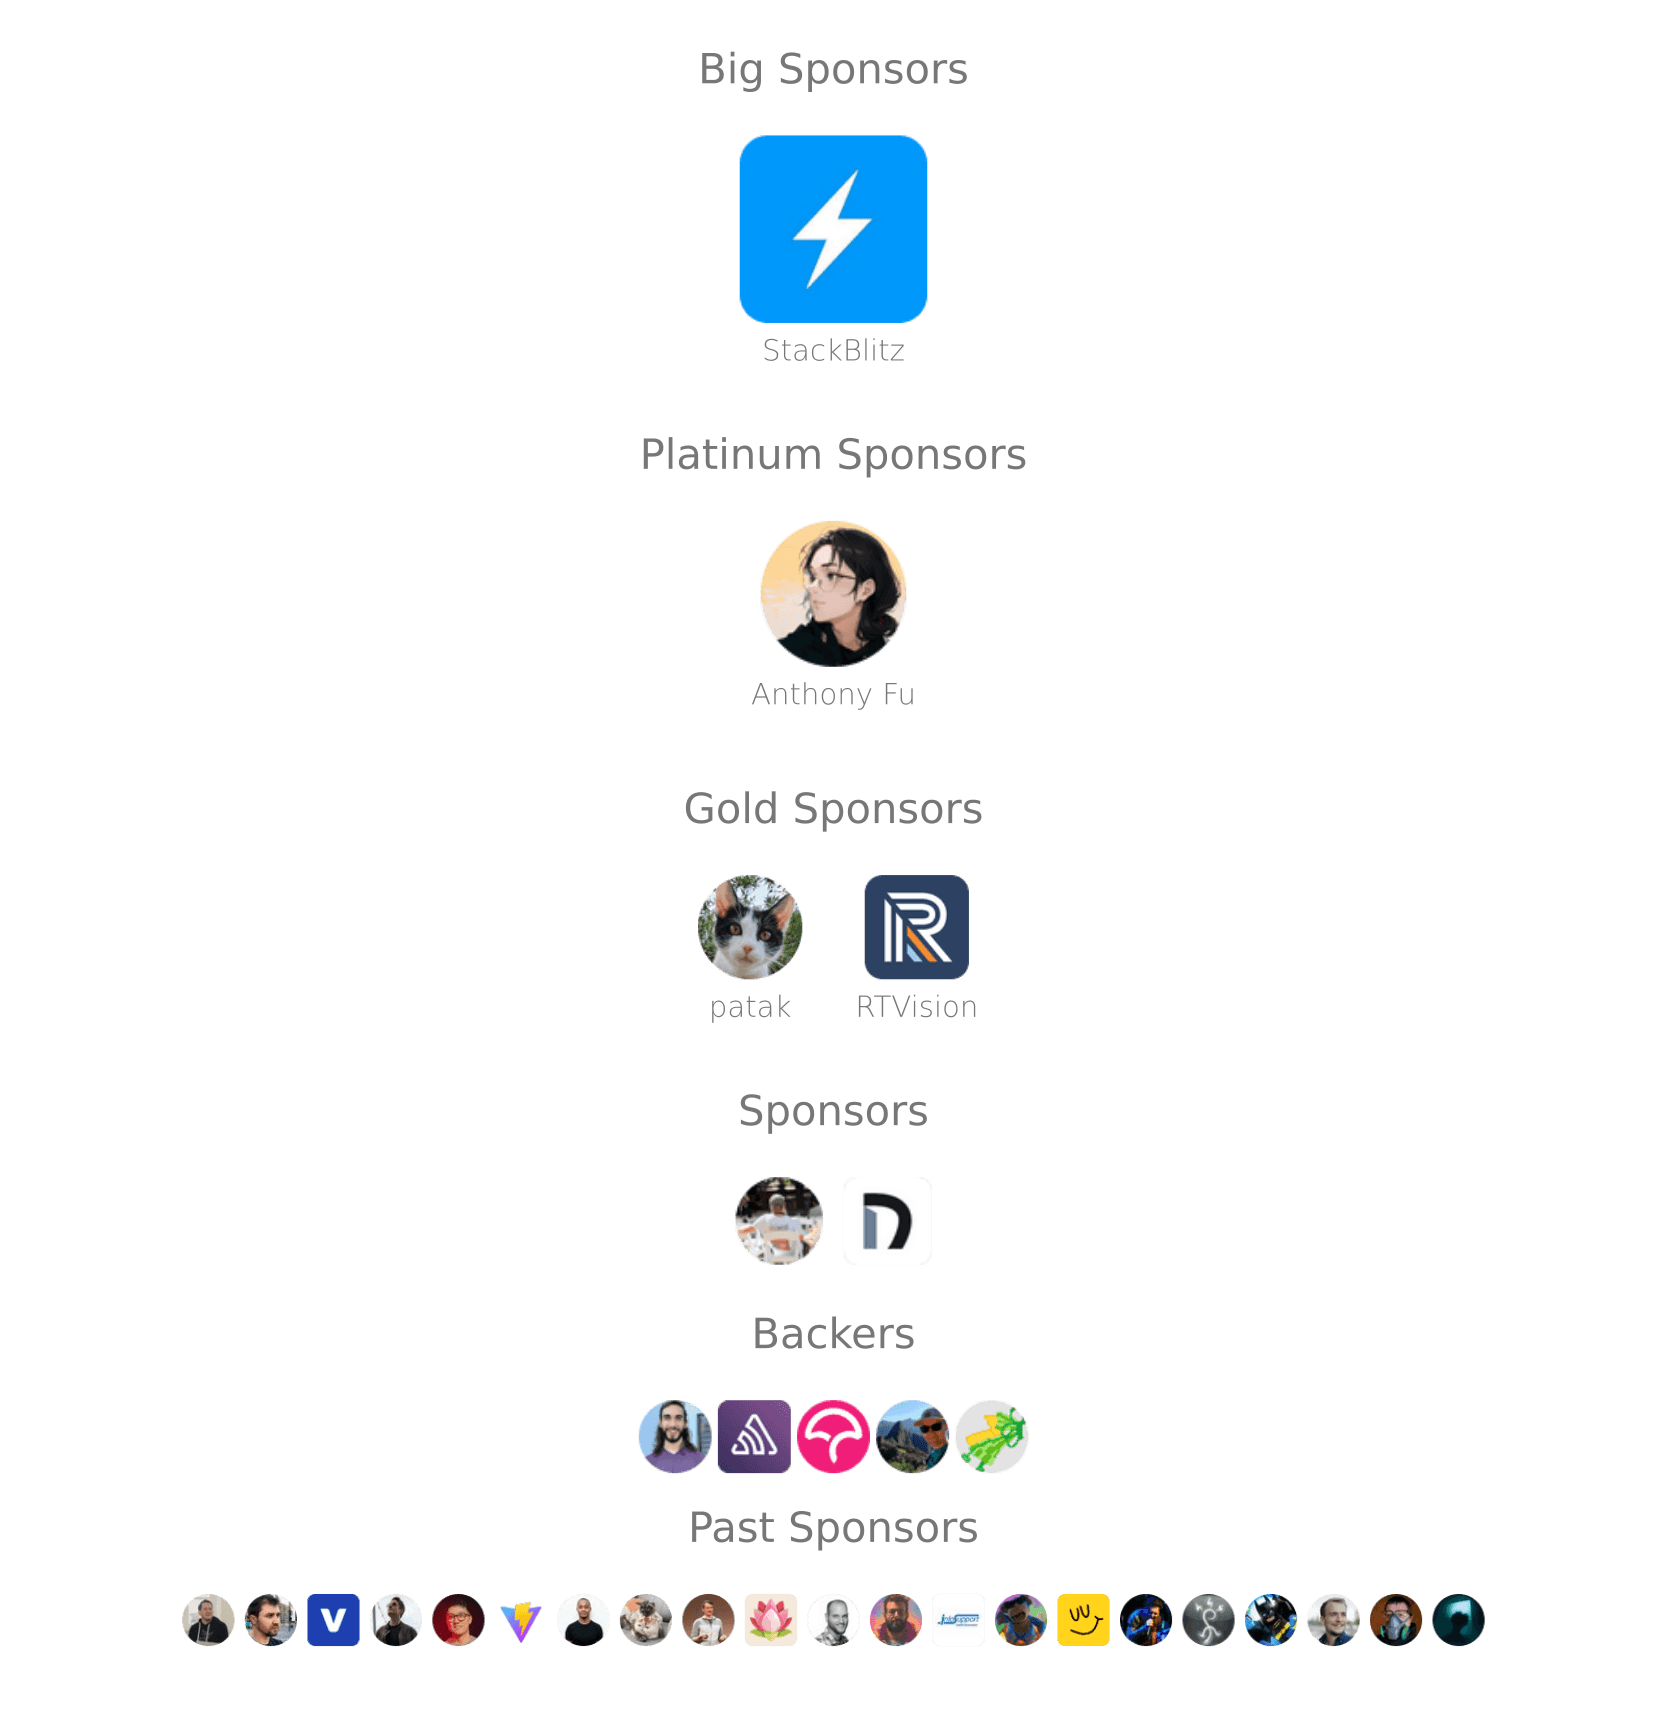 Big Sponsors
StackBlitz
Platinum Sponsors
Anthony Fu
Gold Sponsors
patak
RTVision
Sponsors
Backers
Past Sponsors